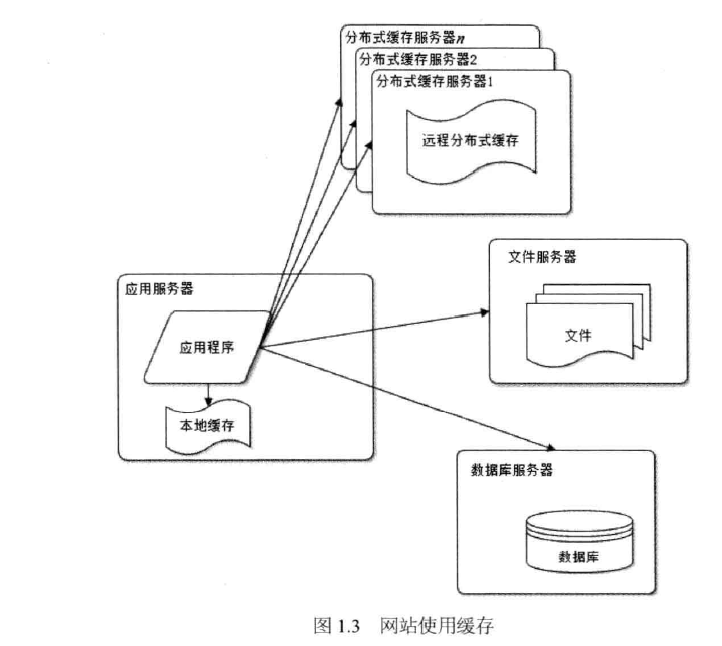 分布式缓存服务器n
分布式缓存服务器2
分布式缓存服务器1
远程分布式缓存
文件服务器
文件
应用服务器
应用程序
本地缓存
数据库服务器
数据库
图 1.3 网站使用缓存